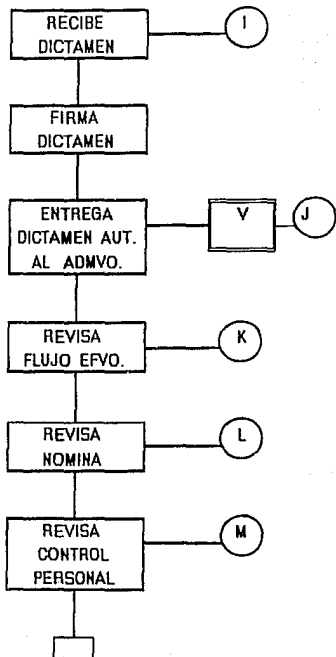 RECIBE
DICTAMEN
I
FIRMA
DICTAMEN
ENTREGA
DICTAMEN AUT.
AL ADMVO.
V
J
REVISA
FLUJO EFVO.
K
REVISA
NOMINA
L
REVISA
CONTROL
PERSONAL
M